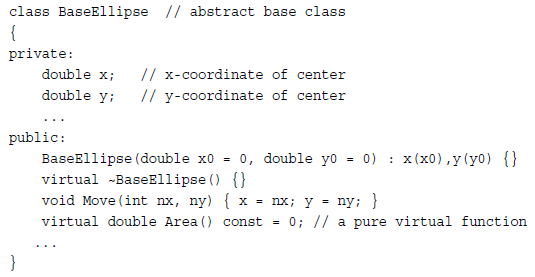 class BaseEllipse  // abstract base class
{
private:
    double x;   // x-coordinate of center
    double y;   // y-coordinate of center
    ...
public:
    BaseEllipse(double x0 = 0, double y0 = 0) : x(x0),y(y0) {}
    virtual ~BaseEllipse() {}
    void Move(int nx, ny) { x = nx; y = ny; }
    virtual double Area() const = 0; // a pure virtual function
   ...
}